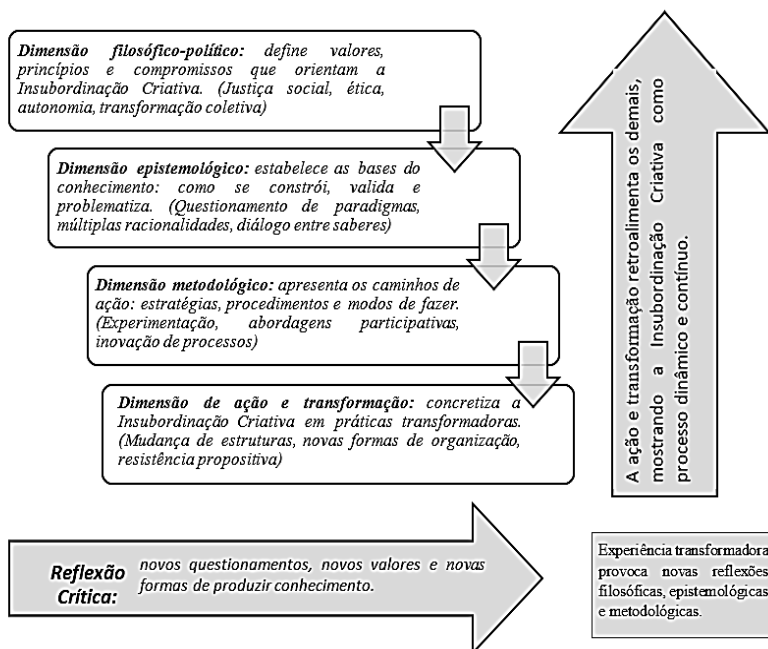 Dimensão filosófico-político: define valores,
princípios e compromissos que orientam a
Insubordinação Criativa. (Justiça social, ética,
autonomia, transformação coletiva)
Dimensão epistemológico: estabelece as bases do
conhecimento: como se constrói, valida e
problematiza. (Questionamento de paradigmas,
múltiplas racionalidades, diálogo entre saberes)
Dimensão metodológico: apresenta os caminhos de
ação: estratégias, procedimentos e modos de fazer.
(Experimentação, abordagens participativas,
inovação de processos)
Dimensão de ação e transformação: concretiza a
Insubordinação Criativa em práticas transformadoras.
(Mudança de estruturas, novas formas de organização,
resistência propositiva)
A ação e transformação retroalimenta os demais,
mostrando a Insubordinação Criativa como
processo dinâmico e contínuo.
Reflexão
Crítica:
novos questionamentos, novos valores e novas
formas de produzir conhecimento.
Experiência transformadora
provoca novas reflexões
filosóficas, epistemológicas
e metodológicas.